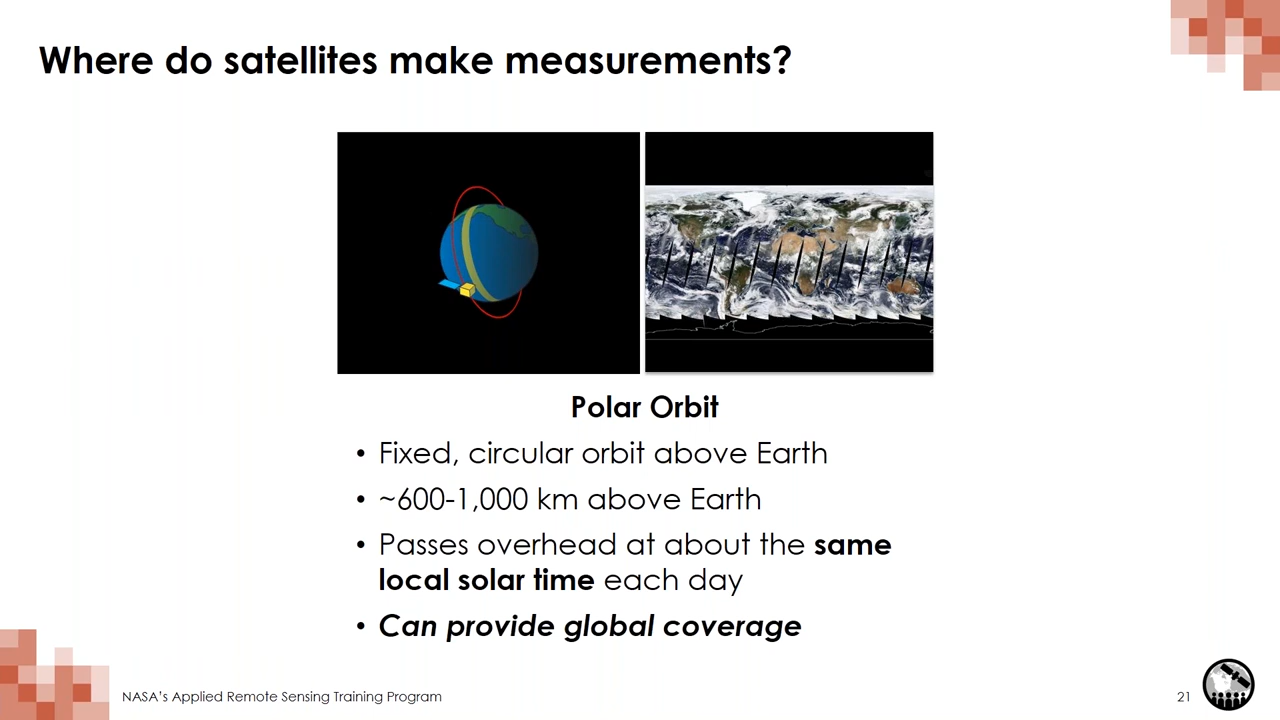 Where do satellites make measurements?
Polar Orbit
• Fixed, circular orbit above Earth
• ~600-1,000 km above Earth
• Passes overhead at about the same
local solar time each day
• Can provide global coverage
NASA's Applied Remote Sensing Training Program
21